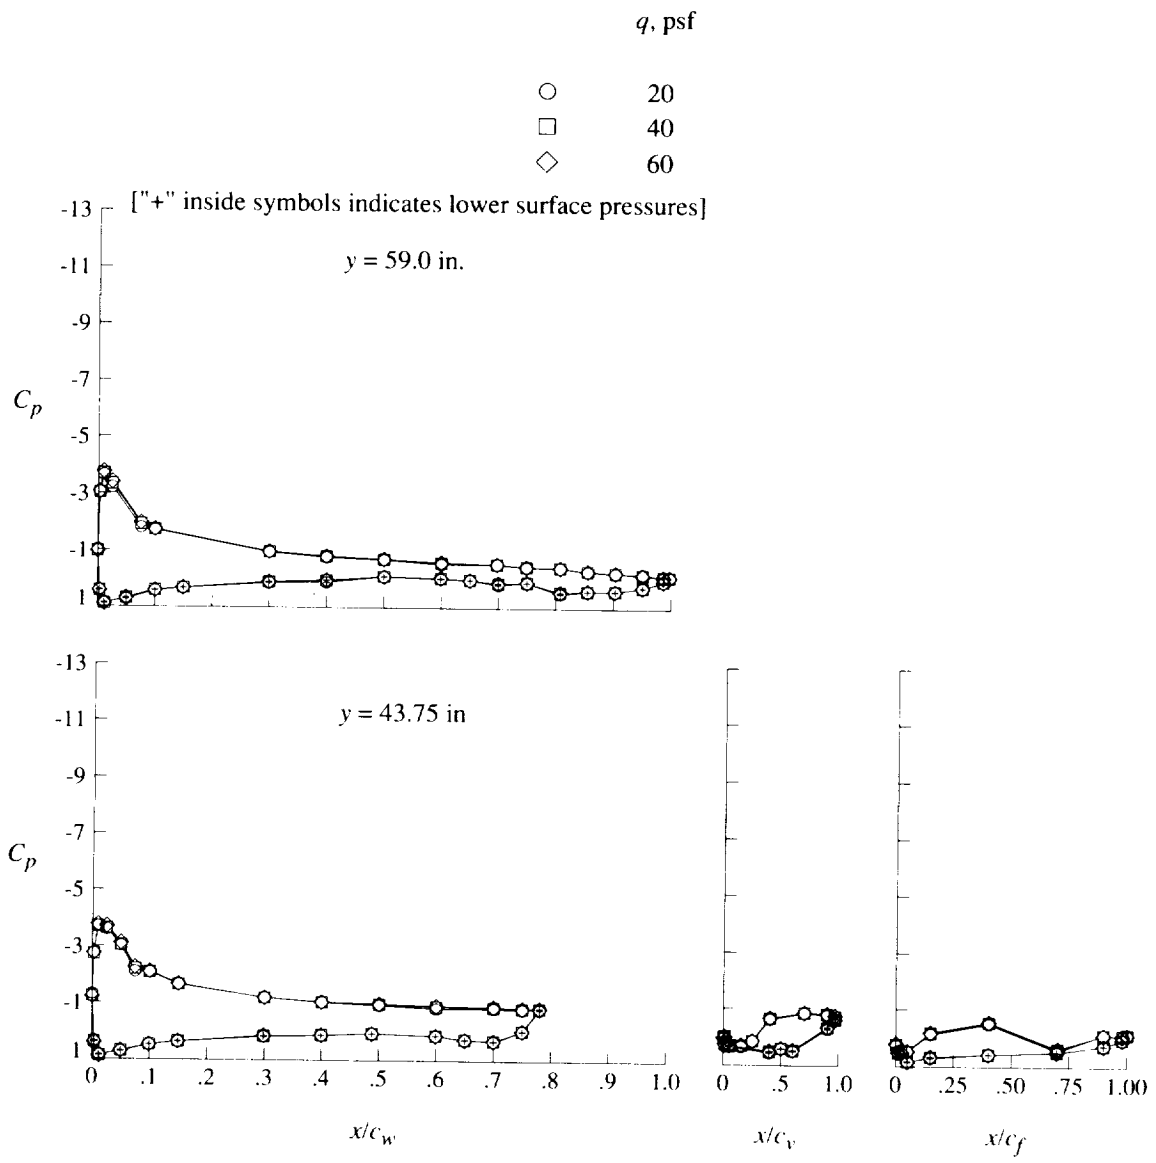 q, psf
20
40
60
["+" inside symbols indicates lower surface pressures]
y = 59.0 in.
-13
-11
-9
-7
-5
-3
-1
1
C_p
y = 43.75 in
-13
-11
-9
-7
-5
-3
-1
1
C_p
0 .1 .2 .3 .4 .5 .6 .7 .8 .9 1.0
0 .5 1.0
0 .25 .50 .75 1.00
x/c_w
x/c_v
x/c_f